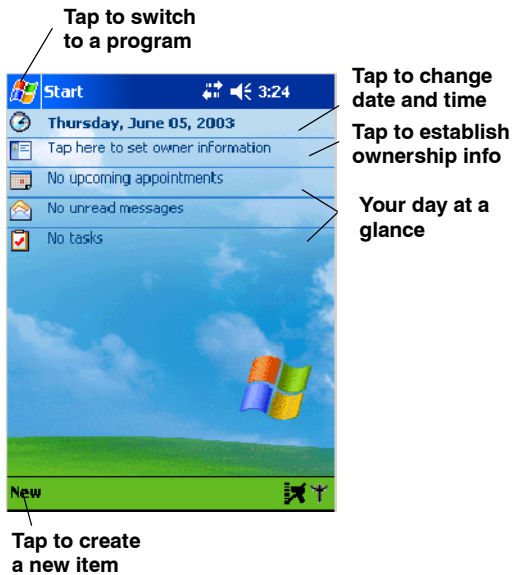 Tap to switch
to a program
Start 3:24
Thursday, June 05, 2003
Tap to change
date and time
Tap here to set owner information
Tap to establish
ownership info
No upcoming appointments
No unread messages
Your day at a
glance
No tasks
New
Tap to create
a new item